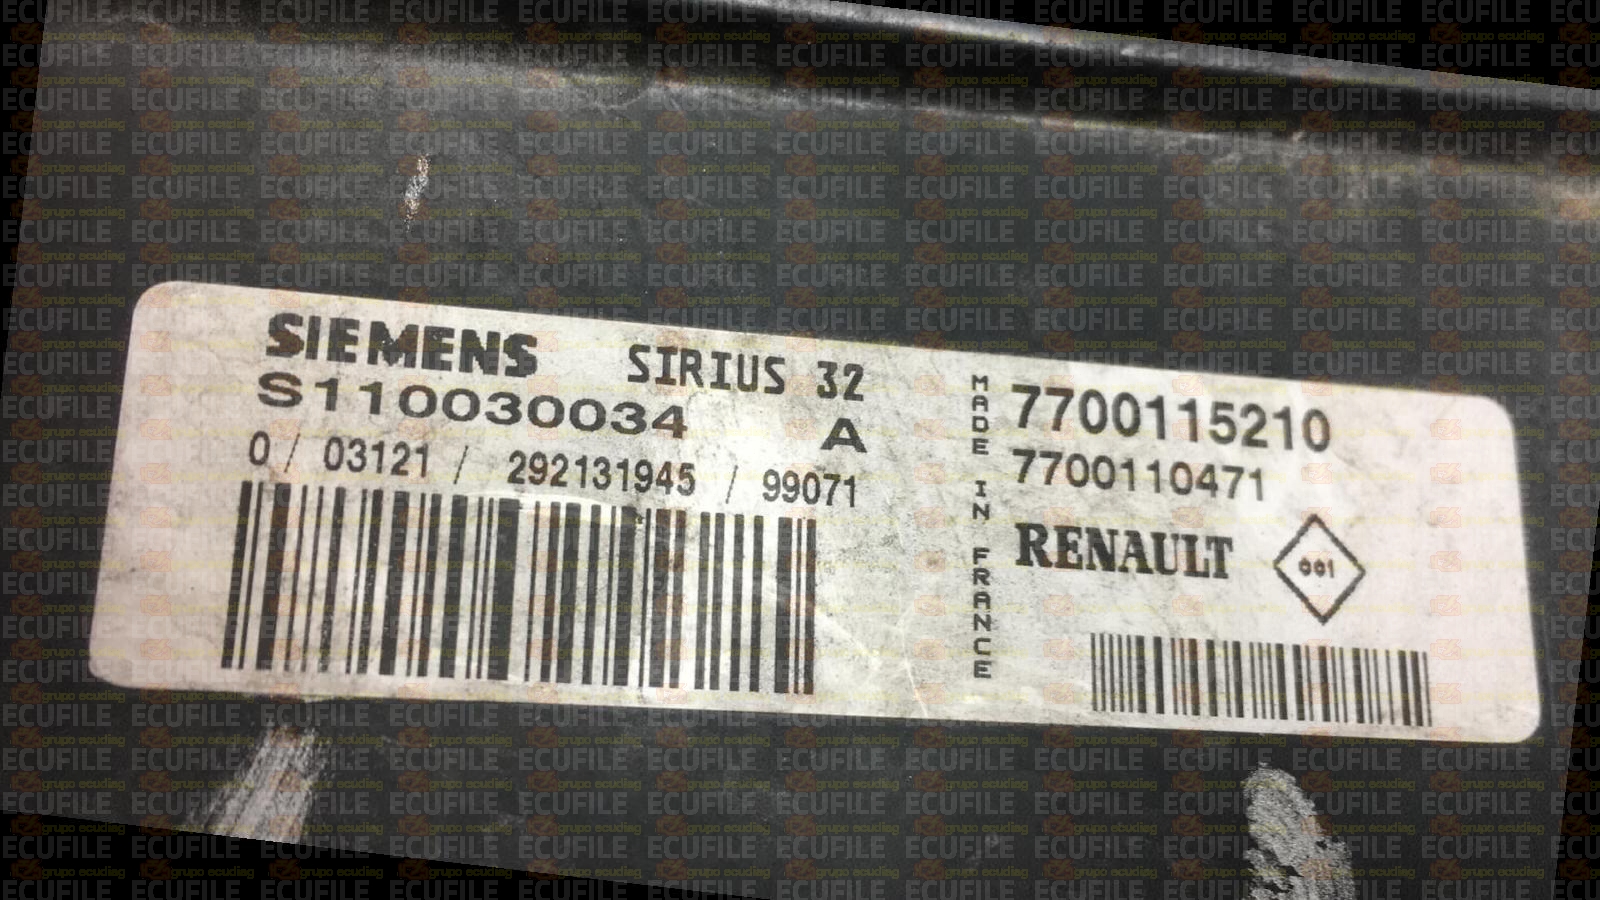 SIEMENS SIRIUS 32
S110030034 A
0 / 03121 / 292131945 / 99071
MADE IN FRANCE
7700115210
7700110471
RENAULT 001
ECUFILE
grupo ecudiag